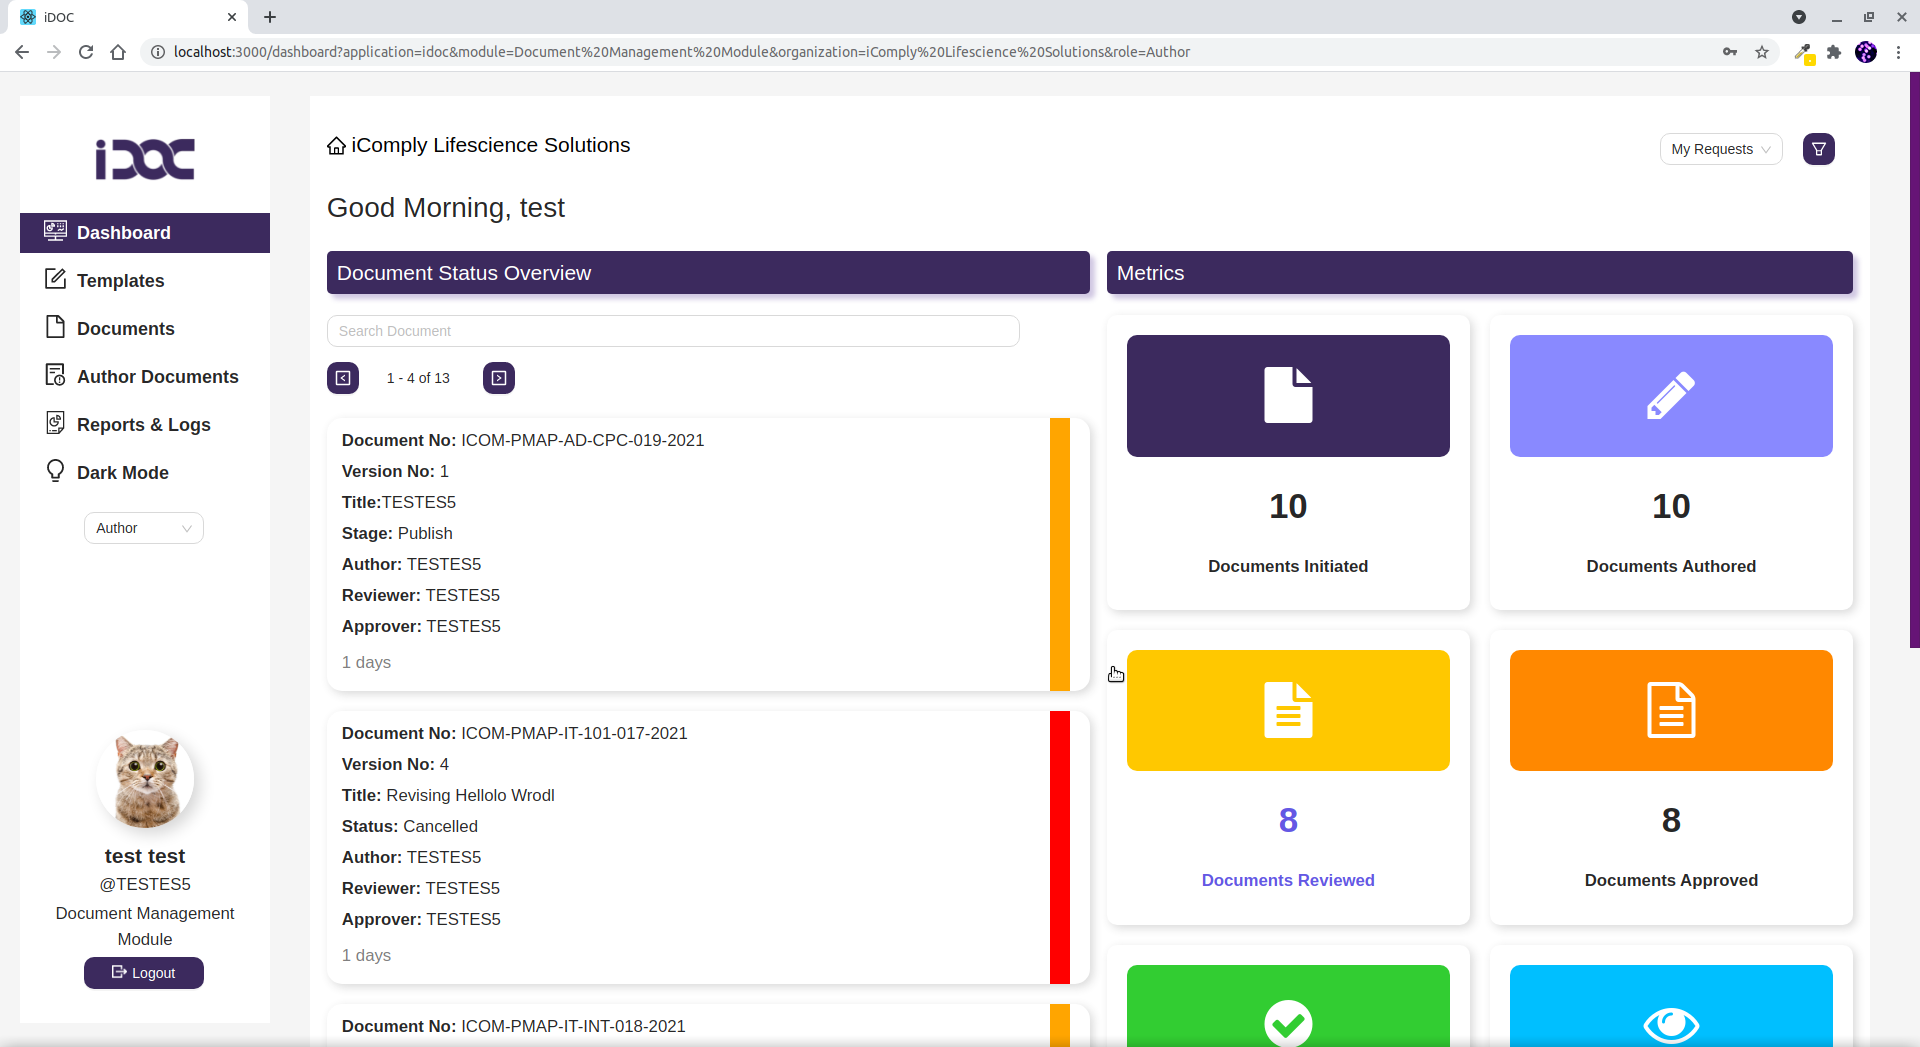 iDOC
localhost:3000/dashboard?application=idoc&module=Document%20Management%20Module&organization=iComply%20Lifescience%20Solutions&role=Author
iDOC
Dashboard
Templates
Documents
Author Documents
Reports & Logs
Dark Mode
Author
test test
@TESTES5
Document Management
Module
Logout
iComply Lifescience Solutions
My Requests
Good Morning, test
Document Status Overview
Search Document
1 - 4 of 13
Document No: ICOM-PMAP-AD-CPC-019-2021
Version No: 1
Title:TESTES5
Stage: Publish
Author: TESTES5
Reviewer: TESTES5
Approver: TESTES5
1 days
Document No: ICOM-PMAP-IT-101-017-2021
Version No: 4
Title: Revising Hellolo Wrodl
Status: Cancelled
Author: TESTES5
Reviewer: TESTES5
Approver: TESTES5
1 days
Document No: ICOM-PMAP-IT-INT-018-2021
Metrics
10
Documents Initiated
10
Documents Authored
8
Documents Reviewed
8
Documents Approved